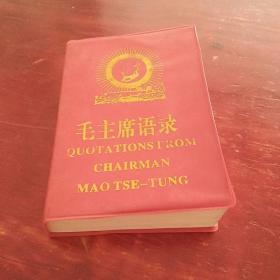 毛主席语录
QUOTATIONS FROM
CHAIRMAN
MAO TSE-TUNG